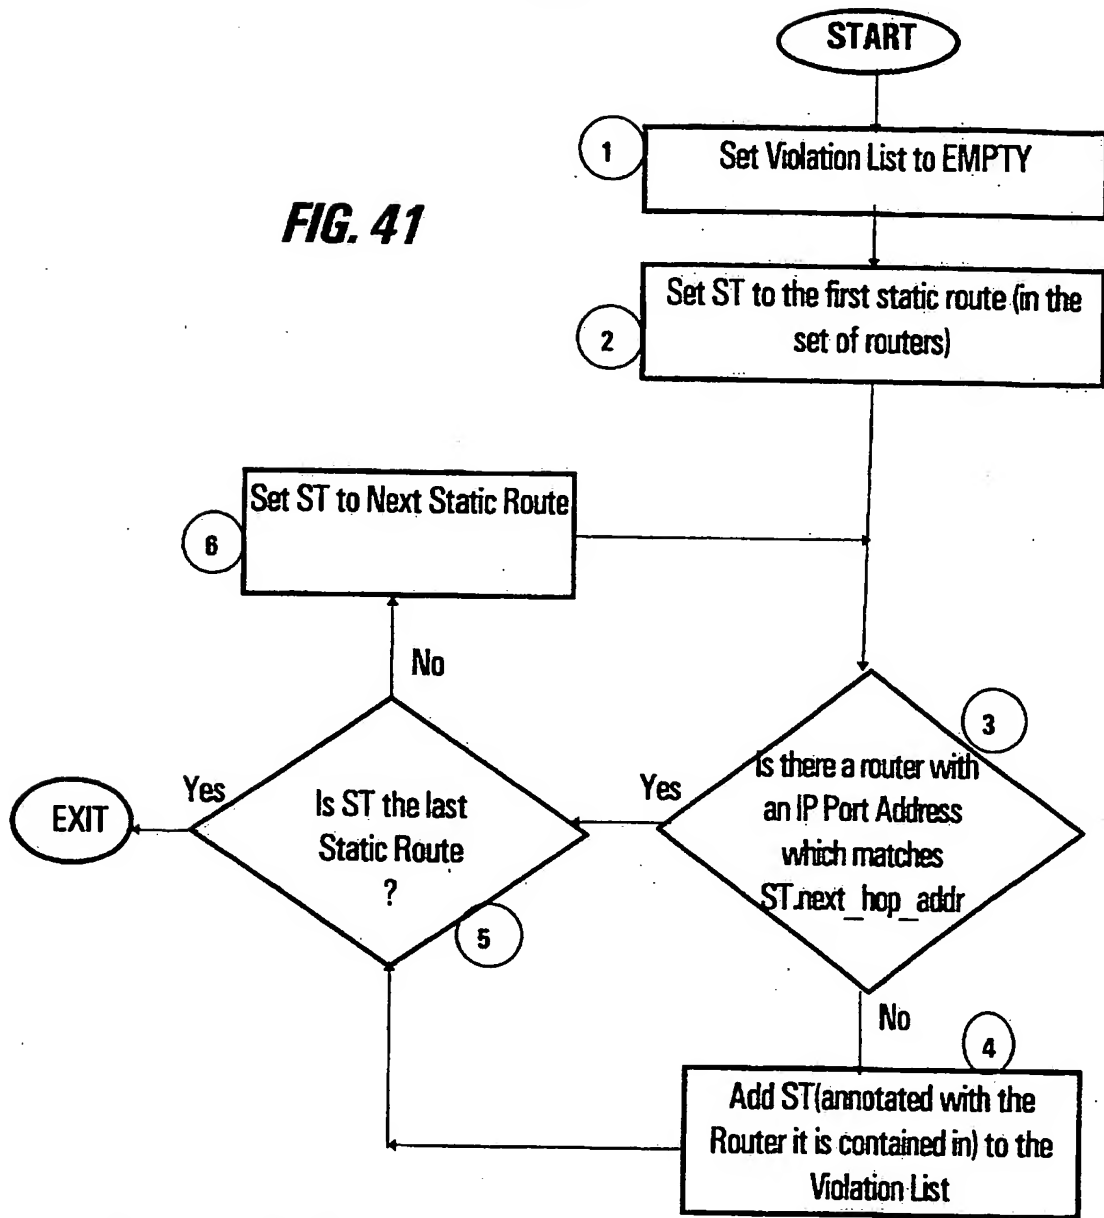 START
1
Set Violation List to EMPTY
FIG. 41
Set ST to the first static route (in the
set of routers)
2
Set ST to Next Static Route
6
No
3
Is there a router with
an IP Port Address
which matches
ST.next_hop_addr
Yes
Is ST the last
Static Route
?
Yes
EXIT
5
No
4
Add ST(annotated with the
Router it is contained in) to the
Violation List